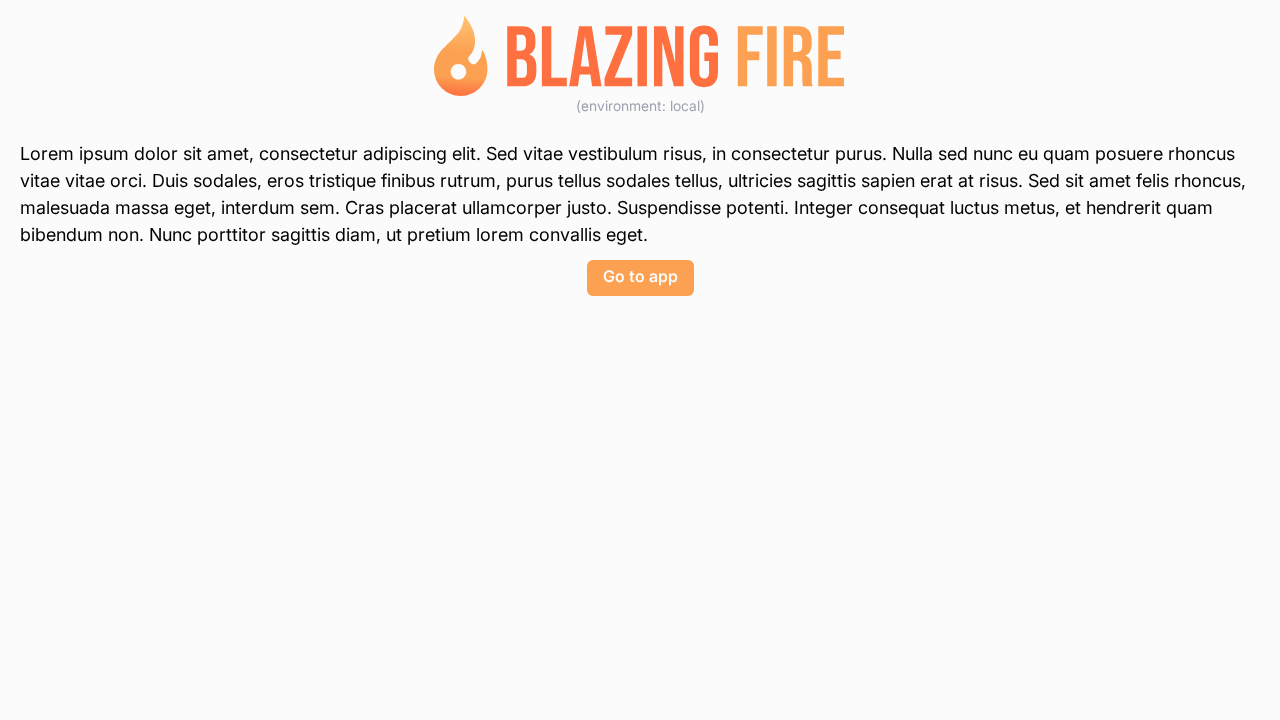 BLAZING FIRE
(environment: local)
Lorem ipsum dolor sit amet, consectetur adipiscing elit. Sed vitae vestibulum risus, in consectetur purus. Nulla sed nunc eu quam posuere rhoncus
vitae vitae orci. Duis sodales, eros tristique finibus rutrum, purus tellus sodales tellus, ultricies sagittis sapien erat at risus. Sed sit amet felis rhoncus,
malesuada massa eget, interdum sem. Cras placerat ullamcorper justo. Suspendisse potenti. Integer consequat luctus metus, et hendrerit quam
bibendum non. Nunc porttitor sagittis diam, ut pretium lorem convallis eget.
Go to app